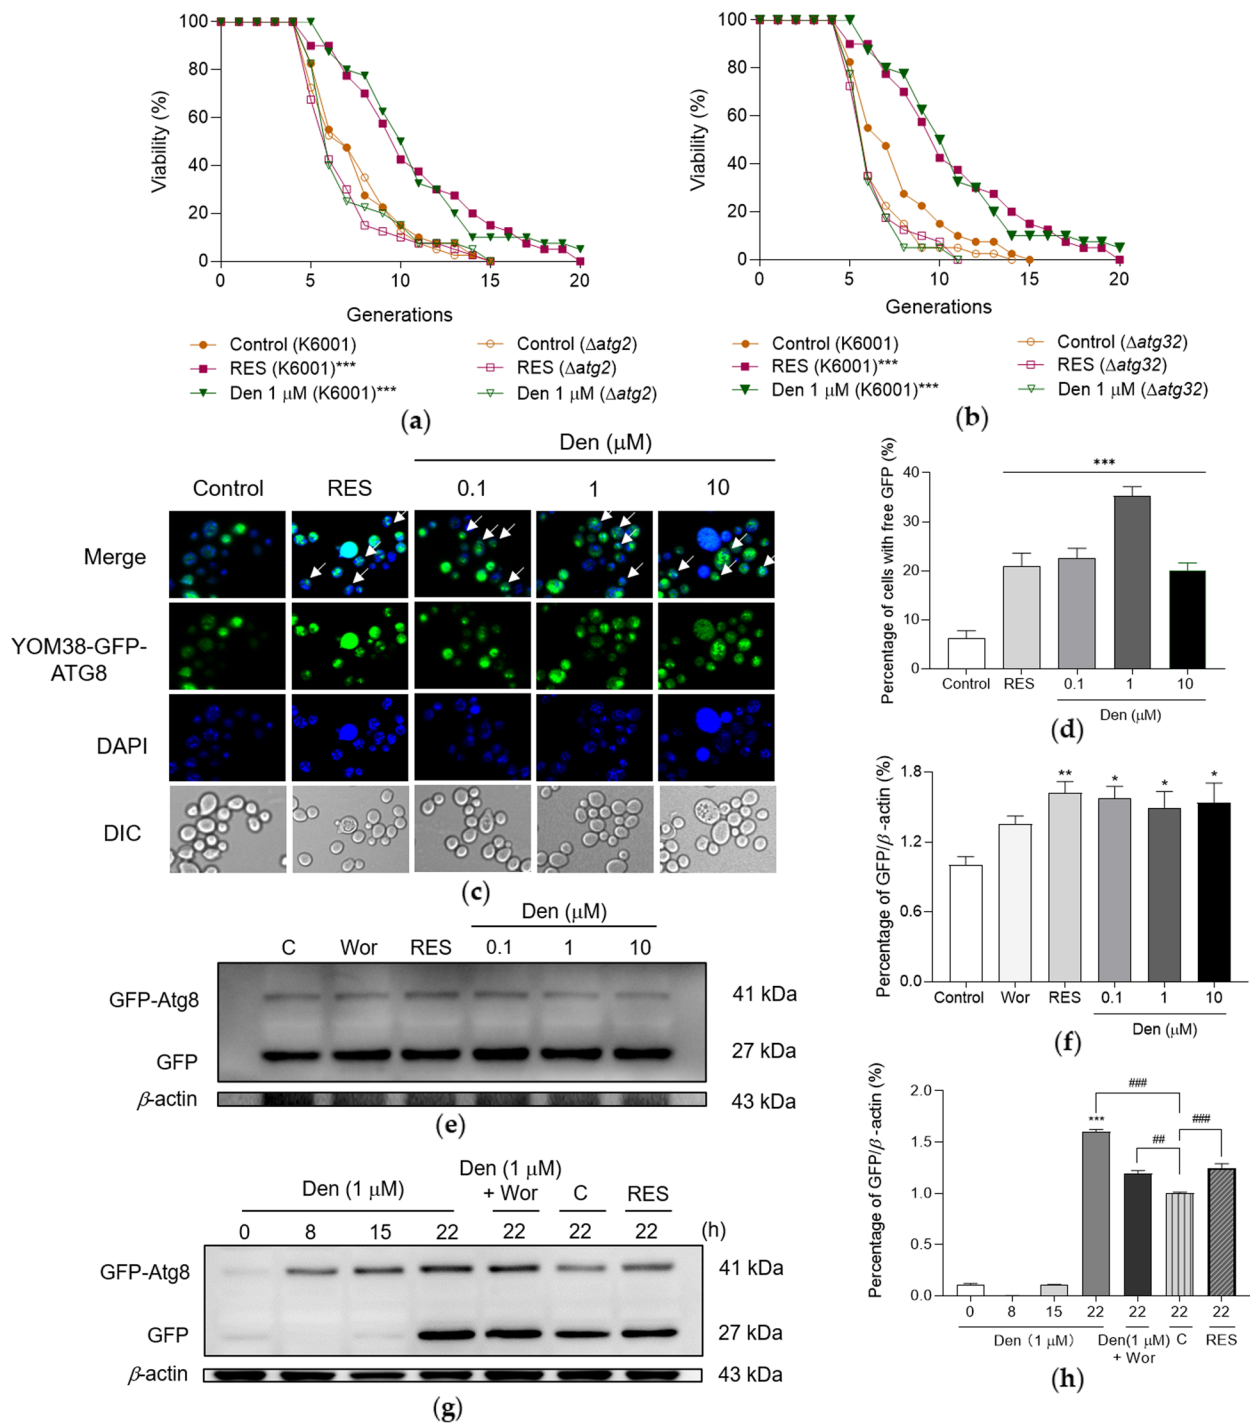 100
80
60
40
20
0
Viability (%)
0 5 10 15 20
Generations
Control (K6001)
RES (K6001)***
Den 1 μM (K6001)***
Control (Δatg2)
RES (Δatg2)
Den 1 μM (Δatg2)
(a)
100
80
60
40
20
0
Viability (%)
0 5 10 15 20
Generations
Control (K6001)
RES (K6001)***
Den 1 μM (K6001)***
Control (Δatg32)
RES (Δatg32)
Den 1 μM (Δatg32)
(b)
Den (μM)
Control RES 0.1 1 10
Merge
YOM38-GFP-
ATG8
DAPI
DIC
(c)
Percentage of cells with free GFP (%)
40
30
20
10
0
***
Control RES 0.1 1 10
Den (μM)
(d)
Den (μM)
C Wor RES 0.1 1 10
GFP-Atg8 41 kDa
GFP 27 kDa
β-actin 43 kDa
(e)
Percentage of GFP/β -actin (%)
1.8
1.2
0.6
0.0
** * * *
Control Wor RES 0.1 1 10
Den (μM)
(f)
Den (1 μM)
Den (1 μM)
+ Wor
C
RES
0 8 15 22 22 22 22 (h)
GFP-Atg8 41 kDa
GFP 27 kDa
β-actin 43 kDa
(g)
Percentage of GFP/β -actin (%)
2.0
1.5
1.0
0.5
0.0
###
***
##
###
0 8 15 22 22 22 22
Den (1 μM)
Den(1 μM)
+ Wor
C
RES
(h)